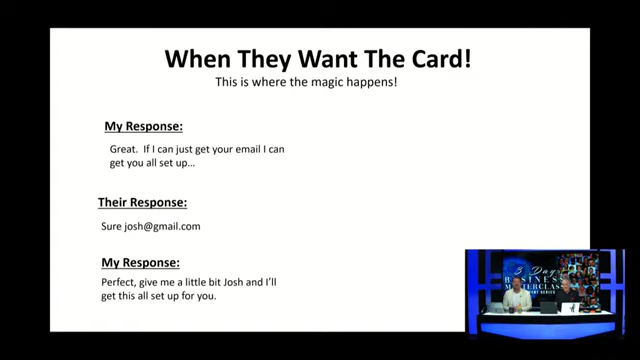 When They Want The Card!
This is where the magic happens!
My Response:
Great. If I can just get your email I can
get you all set up...
Their Response:
Sure josh@gmail.com
My Response:
Perfect, give me a little bit Josh and I'll
get this all set up for you.
3 Day
BUSINESS
MASTERCLASS